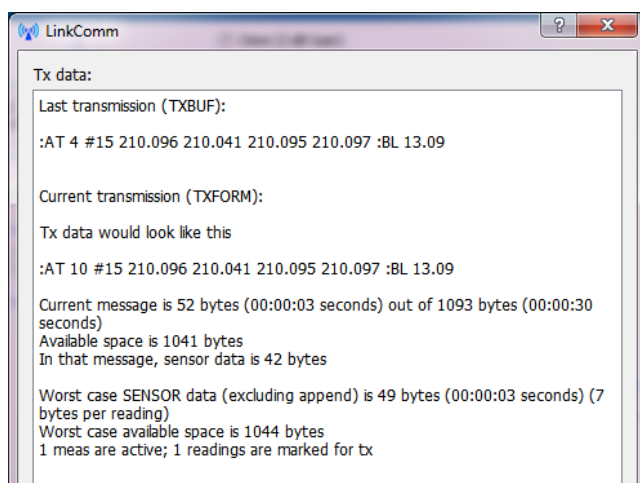 LinkComm
?
X
Tx data:
Last transmission (TXBUF):
:AT 4 #15 210.096 210.041 210.095 210.097 :BL 13.09
Current transmission (TXFORM):
Tx data would look like this
:AT 10 #15 210.096 210.041 210.095 210.097 :BL 13.09
Current message is 52 bytes (00:00:03 seconds) out of 1093 bytes (00:00:30
seconds)
Available space is 1041 bytes
In that message, sensor data is 42 bytes
Worst case SENSOR data (excluding append) is 49 bytes (00:00:03 seconds) (7
bytes per reading)
Worst case available space is 1044 bytes
1 meas are active; 1 readings are marked for tx